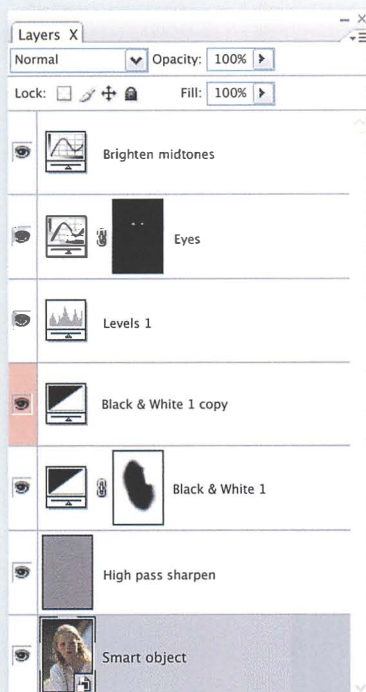 Layers X
Normal Opacity: 100%
Lock: Fill: 100%
Brighten midtones
Eyes
Levels 1
Black & White 1 copy
Black & White 1
High pass sharpen
Smart object